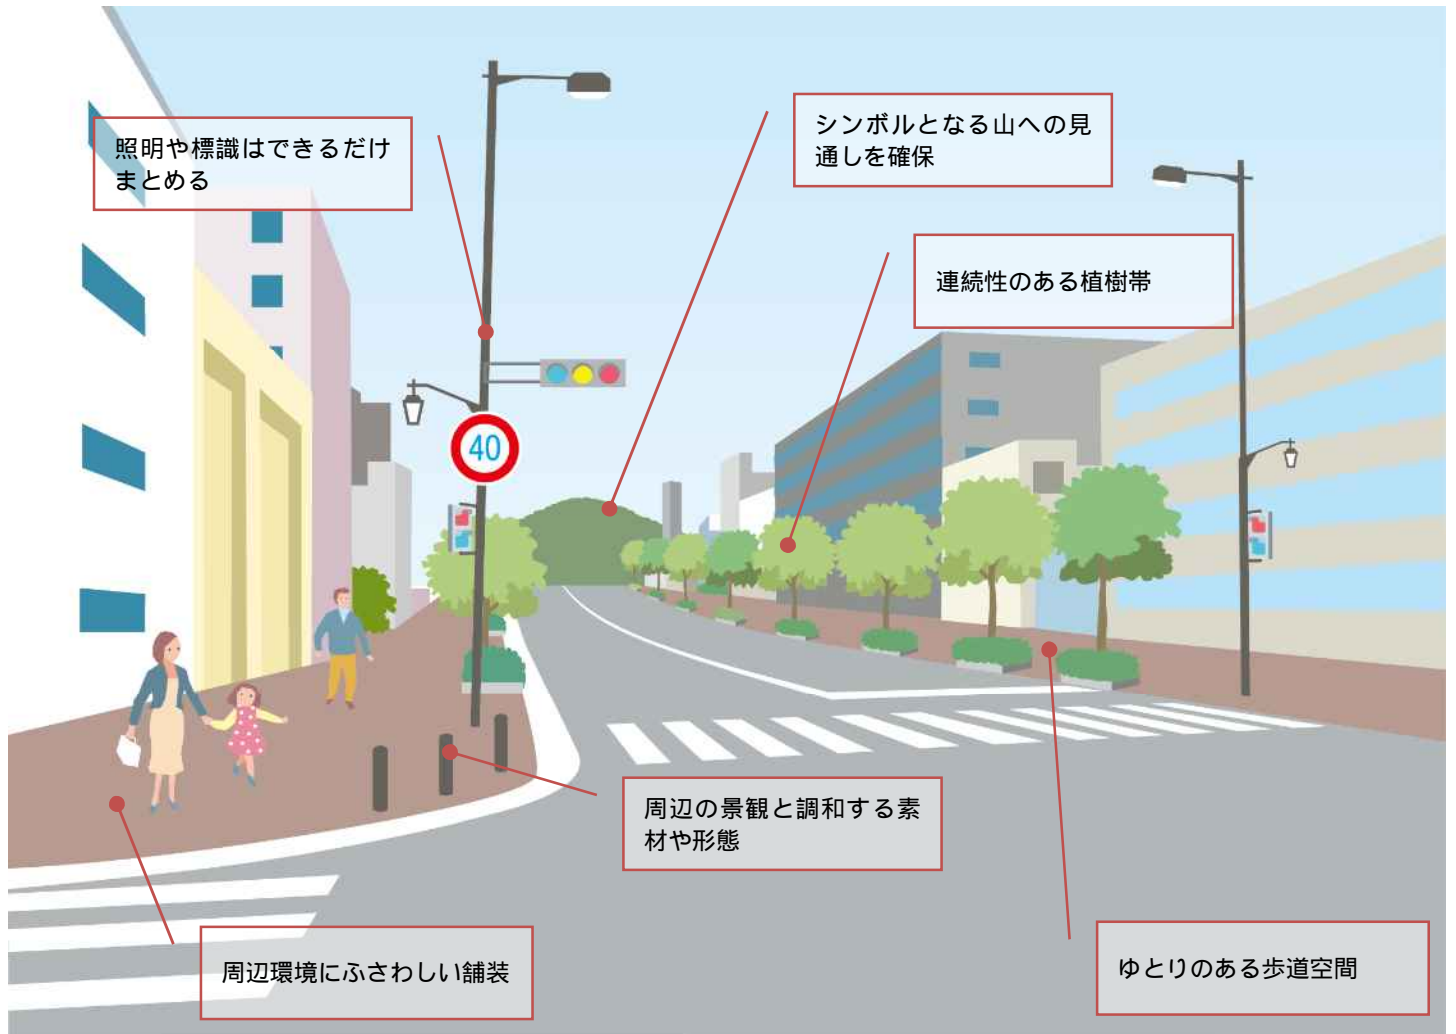 照明や標識はできるだけ
まとめる
シンボルとなる山への見
通しを確保
連続性のある植樹帯
40
周辺の景観と調和する素
材や形態
周辺環境にふさわしい舗装
ゆとりのある歩道空間